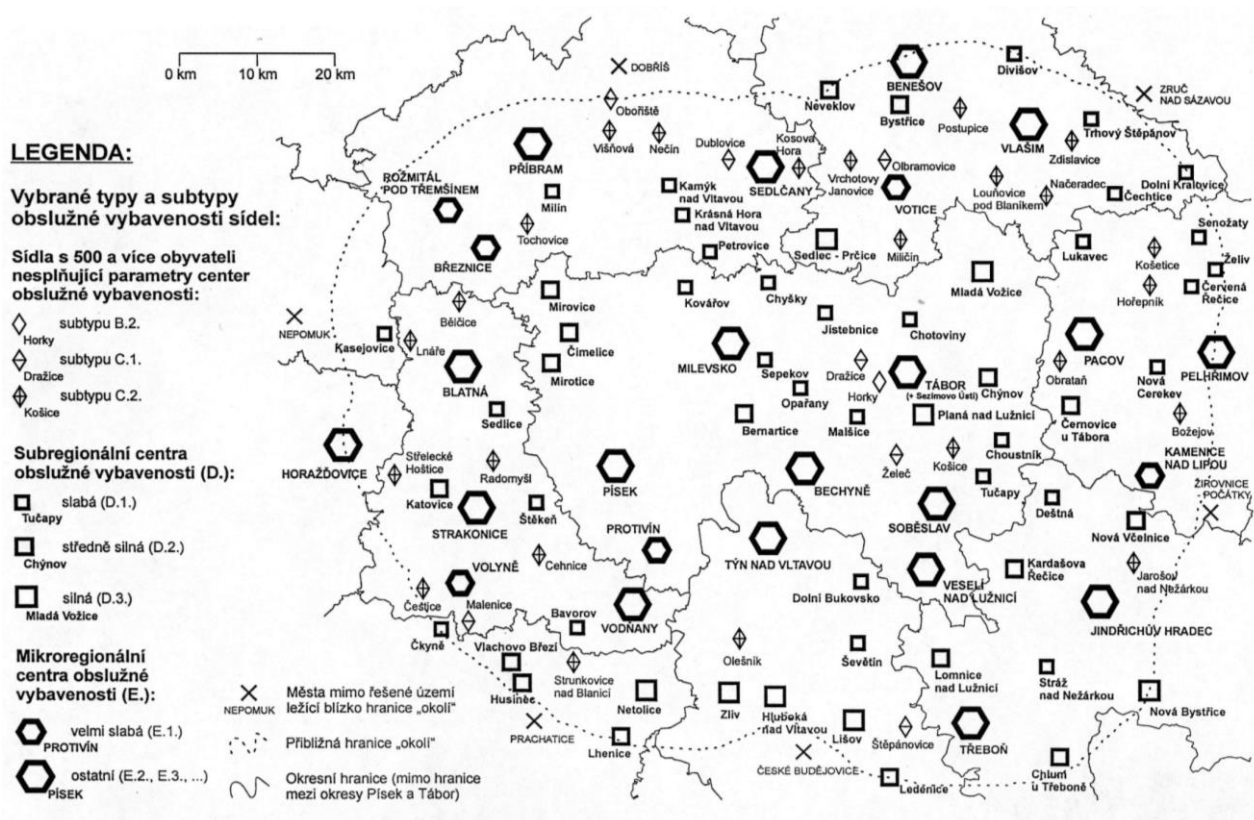 0 km 10 km 20 km
LEGENDA:
Vybrané typy a subtypy
obslužné vybavenosti sídel:
Sídla s 500 a více obyvateli
nesplňující parametry center
obslužné vybavenosti:
subtypu B.2.
Horky
subtypu C.1.
Dražice
subtypu C.2.
Košice
Subregionální centra
obslužné vybavenosti (D.):
slabá (D.1.)
Tučapy
středně silná (D.2.)
Chýnov
silná (D.3.)
Mladá Vožice
Mikroregionální
centra obslužné
vybavenosti (E.):
velmi slabá (E.1.)
PROTIVÍN
ostatní (E.2., E.3., ...)
PÍSEK
NEPOMUK
Města mimo řešené území
ležící blízko hranice „okolí“
Přibližná hranice „okolí“
Okresní hranice (mimo hranice
mezi okresy Písek a Tábor)
DOBŘÍŠ
Obořiště
Višňová
Nečín
PŘÍBRAM
ROŽMITÁL
POD TŘEMŠÍNEM
Milín
Tochovice
BŘEZNICE
Dublovice
Kosova
Hora
SEDLČANY
Kamýk
nad Vltavou
Krásná Hora
nad Vltavou
Petrovice
Neveklov
BENEŠOV
Bystřice
Divišov
ZRUČ
NAD SÁZAVOU
Postupice
VLAŠIM
Trhový Štěpánov
Zdislavice
Vrchotovy
Janovice
Olbramovice
VOTICE
Louňovice
pod Blaníkem
Načeradec
Čechtice
Dolní Kralovice
Sedlec - Prčice
Miličín
Mladá Vožice
Lukavec
Senožaty
Košetice
Želiv
Hořepník
Červená
Řečice
NEPOMUK
Kasejovice
Bělčice
Lnáře
BLATNÁ
Sedlice
Mirovice
Čimelice
Mirotice
Kovářov
Chyšky
Jistebnice
Chotoviny
MILEVSKO
Sepekov
Opařany
Dražice
Horky
TÁBOR
(+ Sezimovo Ústí)
Chýnov
Planá nad Lužnicí
Malšice
Bernartice
PACOV
Obrataň
Nová
Cerekev
PELHŘIMOV
Černovice
u Tábora
Božejov
Choustník
KAMENICE
NAD LIPOU
ŽIROVNICE
POČÁTKY
HORAŽĎOVICE
Střelecké
Hoštice
Radomyšl
Katovice
STRAKONICE
Štěkeň
PÍSEK
PROTIVÍN
BECHYNĚ
Želeč
Košice
Tučapy
SOBĚSLAV
Deštná
Nová Včelnice
VOLYNĚ
Cehnice
Čestice
Malenice
Bavorov
VODŇANY
TÝN NAD VLTAVOU
Dolní Bukovsko
VESELÍ
NAD LUŽNICÍ
Kardašova
Řečice
Jarošov
nad Nežárkou
JINDŘICHŮV HRADEC
Čkyně
Vlachovo Březí
Husinec
Strunkovice
nad Blanicí
Netolice
PRACHATICE
Lhenice
Olešník
Ševětín
Zliv
Hluboká
nad Vltavou
Lišov
Štěpánovice
ČESKÉ BUDĚJOVICE
Ledenice
Lomnice
nad Lužnicí
TŘEBOŇ
Stráž
nad Nežárkou
Nová Bystřice
Chlum
u Třeboně